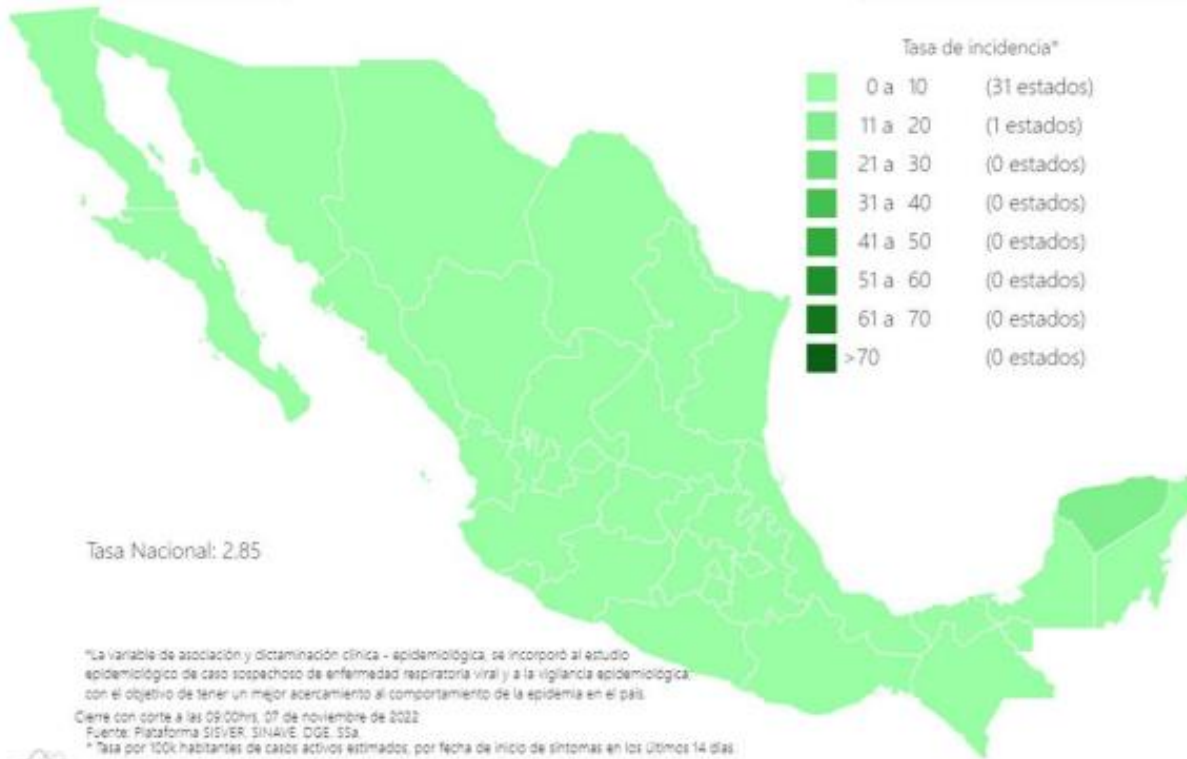 Tasa de incidencia*
0 a 10 (31 estados)
11 a 20 (1 estados)
21 a 30 (0 estados)
31 a 40 (0 estados)
41 a 50 (0 estados)
51 a 60 (0 estados)
61 a 70 (0 estados)
>70 (0 estados)
Tasa Nacional: 2.85
*La variable de asociación y dictaminación clínica - epidemiológica, se incorporó al estudio
epidemiológico de caso sospechoso de enfermedad respiratoria viral y a la vigilancia epidemiológica,
con el objetivo de tener un mejor acercamiento al comportamiento de la epidemia en el país.
Cierre con corte a las 09:00hrs, 07 de noviembre de 2022
Fuente: Plataforma SISVER, SINAVE, DGE, SSa.
* Tasa por 100k habitantes de casos activos estimados, por fecha de inicio de síntomas en los últimos 14 días.